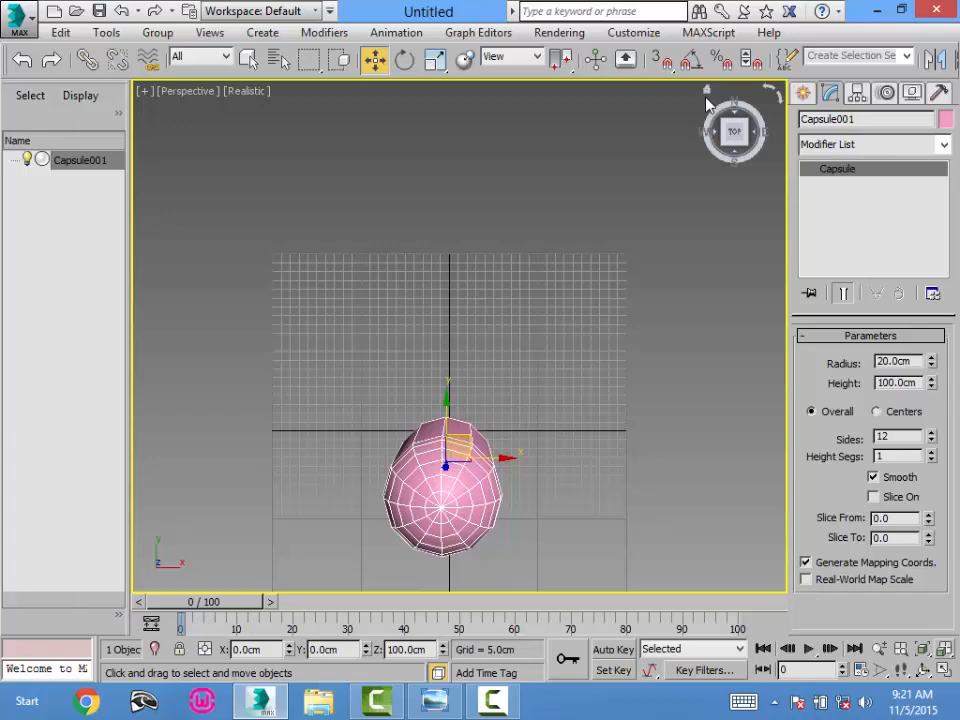 MAX
Workspace: Default
Untitled
Type a keyword or phrase
Edit Tools Group Views Create Modifiers Animation Graph Editors Rendering Customize MAXScript Help
All
View
3
%
Create Selection Se
Select Display
[+] [Perspective] [Realistic]
N
TOP
S
Capsule001
Modifier List
Name
Capsule001
Capsule
y
x
Parameters
Radius: 20.0cm
Height: 100.0cm
Overall Centers
Sides: 12
Height Segs: 1
Smooth
Slice On
Slice From: 0.0
Slice To: 0.0
Generate Mapping Coords.
Real-World Map Scale
y
z x
< 0 / 100 >
0 10 20 30 40 50 60 70 80 90 100
1 Object X: 0.0cm Y: 0.0cm Z: 100.0cm Grid = 5.0cm Auto Key Selected
Welcome to M Click and drag to select and move objects Add Time Tag Set Key Key Filters... 0
Start
MAX
9:21 AM
11/5/2015